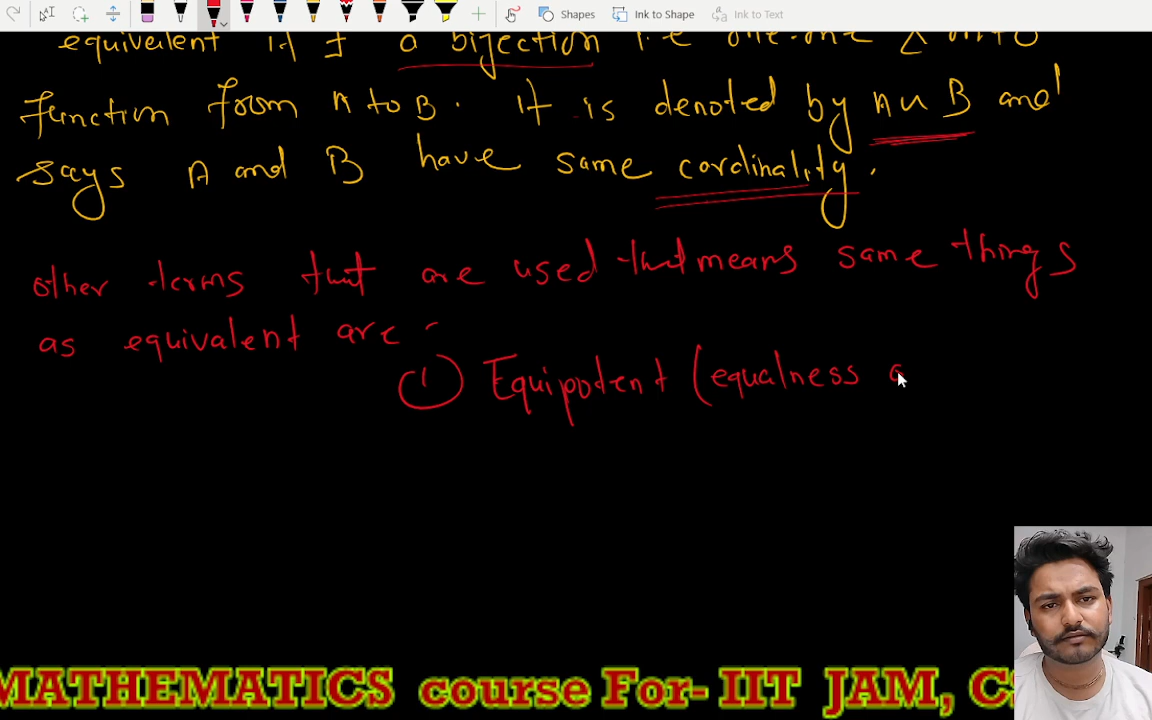 Shapes Ink to Shape Ink to Text
equivalent if ∃ a bijection i.e one-one & onto
function from A to B. It is denoted by A ~ B and
says A and B have same cordinality.
other terms that are used that means same things
as equivalent are -
① Equipotent (equalness o
MATHEMATICS course For- IIT JAM, CS